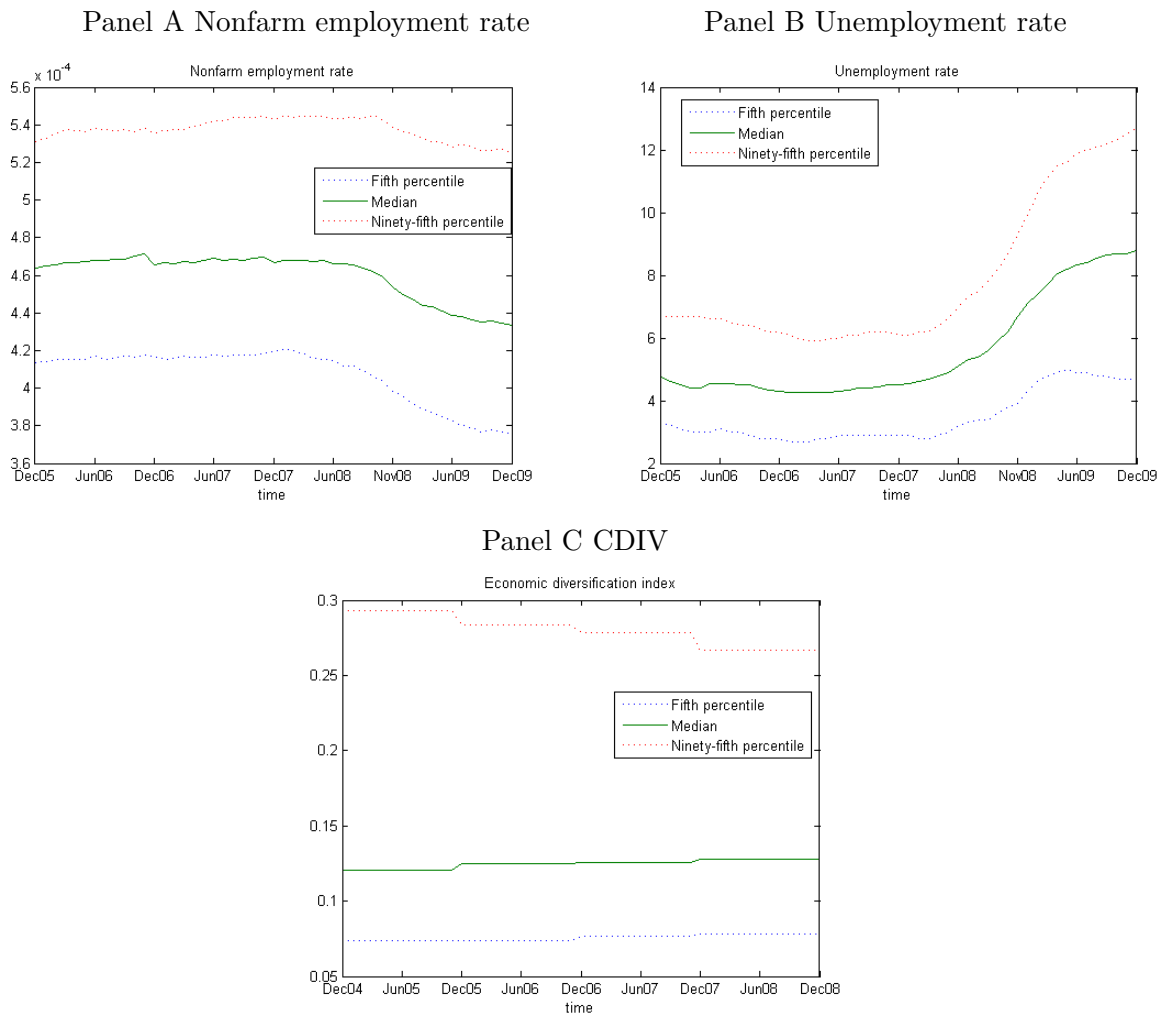 Panel A Nonfarm employment rate
Panel B Unemployment rate
x 10^-4
Nonfarm employment rate
5.6
5.4
5.2
5
4.8
4.6
4.4
4.2
4
3.8
3.6
Fifth percentile
Median
Ninety-fifth percentile
Dec05 Jun06 Dec06 Jun07 Dec07 Jun08 Nov08 Jun09 Dec09
time
Unemployment rate
14
12
10
8
6
4
2
Fifth percentile
Median
Ninety-fifth percentile
Dec05 Jun06 Dec06 Jun07 Dec07 Jun08 Nov08 Jun09 Dec09
time
Panel C CDIV
Economic diversification index
0.3
0.25
0.2
0.15
0.1
0.05
Fifth percentile
Median
Ninety-fifth percentile
Dec04 Jun05 Dec05 Jun06 Dec06 Jun07 Dec07 Jun08 Dec08
time